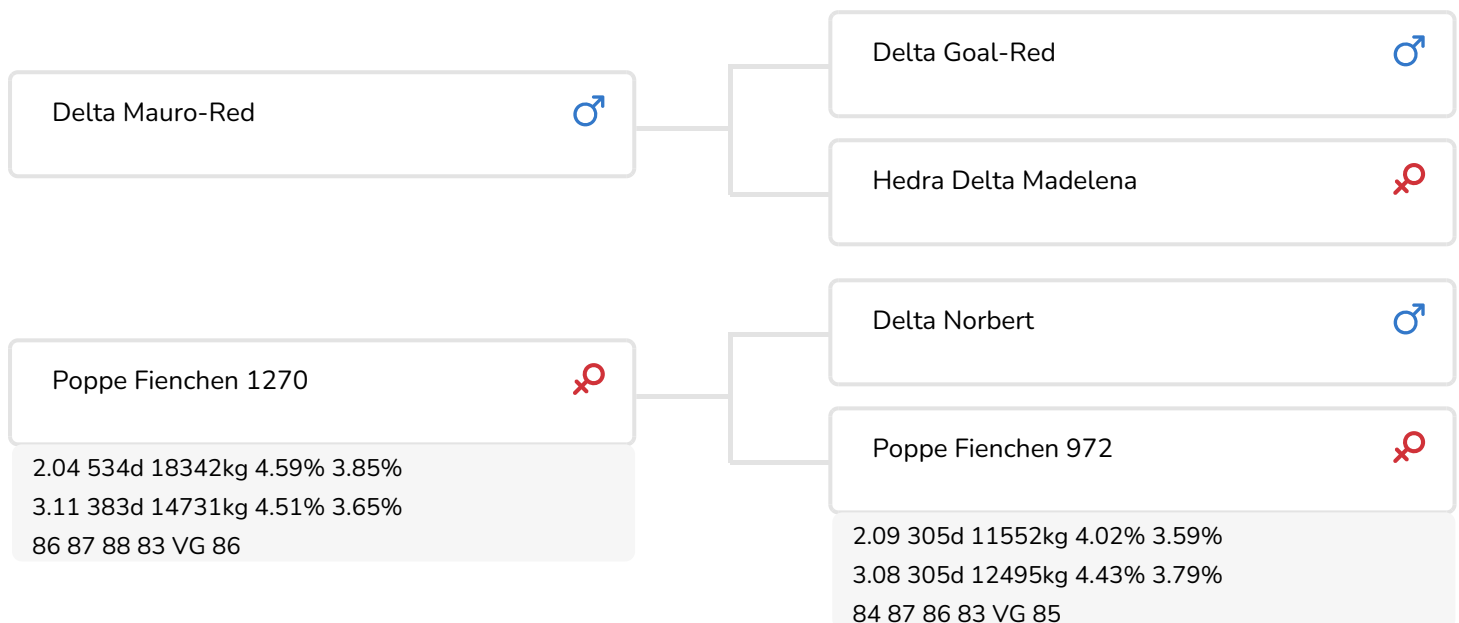 Delta Goal-Red
Delta Mauro-Red
Hedra Delta Madelena
Delta Norbert
Poppe Fienchen 1270
Poppe Fienchen 972
2.04 534d 18342kg 4.59% 3.85%
3.11 383d 14731kg 4.51% 3.65%
86 87 88 83 VG 86
2.09 305d 11552kg 4.02% 3.59%
3.08 305d 12495kg 4.43% 3.79%
84 87 86 83 VG 85